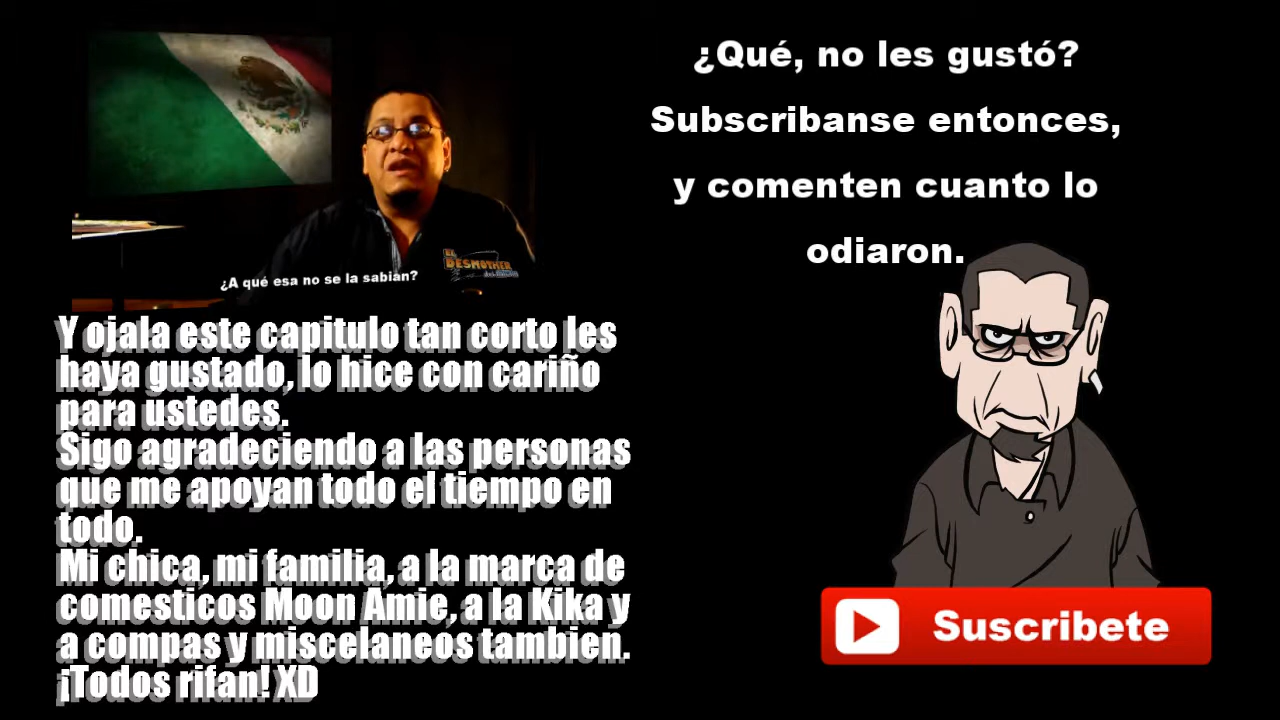 ¿Qué, no les gustó?
Subscribanse entonces,
y comenten cuanto lo
odiaron.
EL
DESMOTHER
¿A qué esa no se la sabían?
Y ojala este capitulo tan corto les
haya gustado, lo hice con cariño
para ustedes.
Sigo agradeciendo a las personas
que me apoyan todo el tiempo en
todo.
Mi chica, mi familia, a la marca de
comesticos Moon Amie, a la Kika y
a compas y miscelaneos tambien.
¡Todos rifan! XD
Suscribete